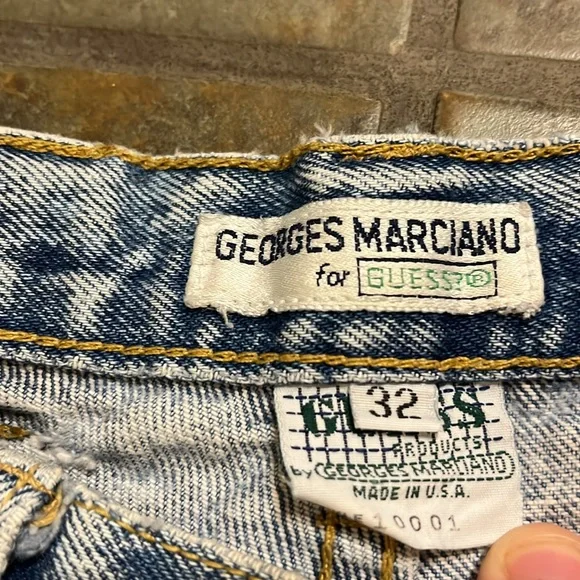 GEORGES MARCIANO
for GUESS?®
32
PRODUCTS
by GEORGES MARCIANO
MADE IN U.S.A.
10001